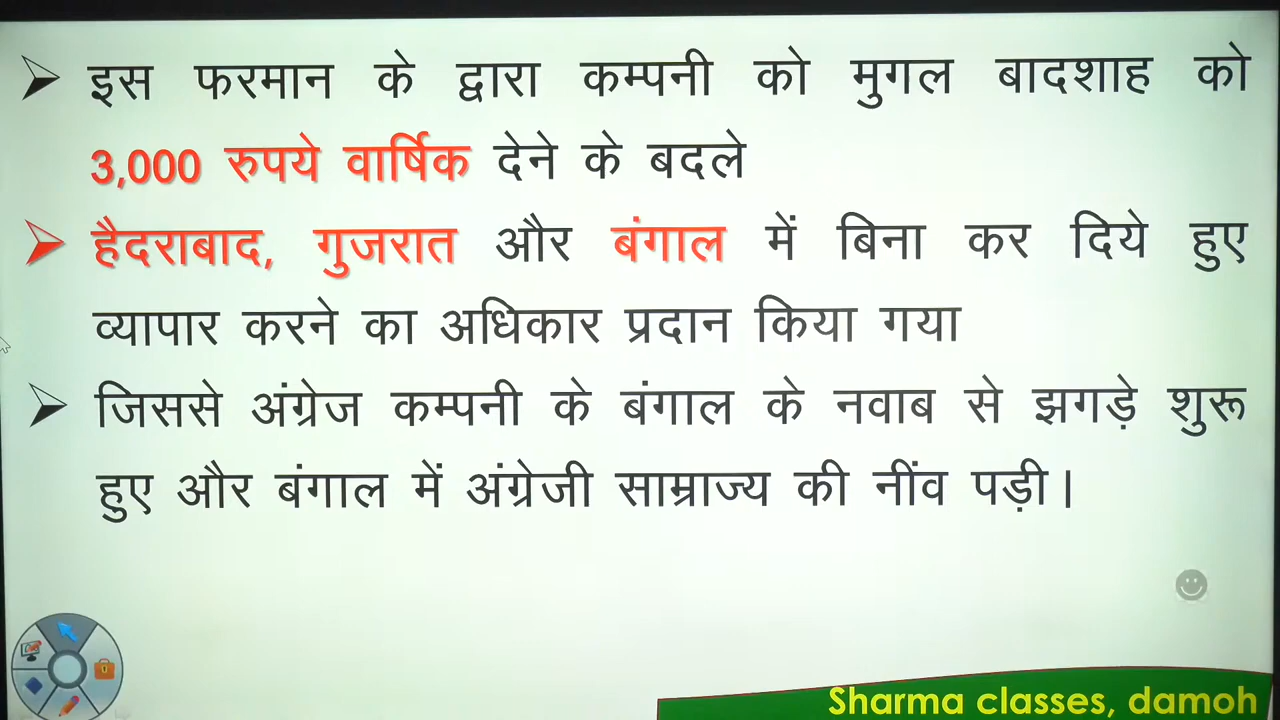 इस फरमान के द्वारा कम्पनी को मुगल बादशाह को
3,000 रुपये वार्षिक देने के बदले
हैदराबाद, गुजरात और बंगाल में बिना कर दिये हुए
व्यापार करने का अधिकार प्रदान किया गया
जिससे अंग्रेज कम्पनी के बंगाल के नवाब से झगड़े शुरू
हुए और बंगाल में अंग्रेजी साम्राज्य की नींव पड़ी।
Sharma classes, damoh